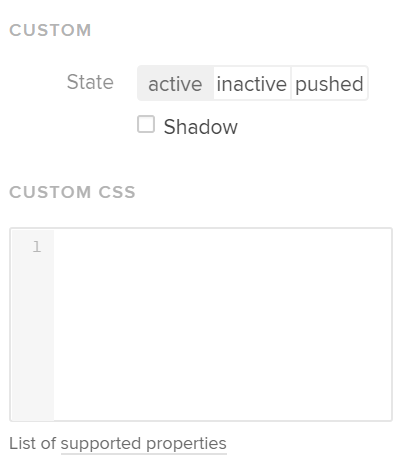 CUSTOM
State active inactive pushed
Shadow
CUSTOM CSS
1
List of supported properties